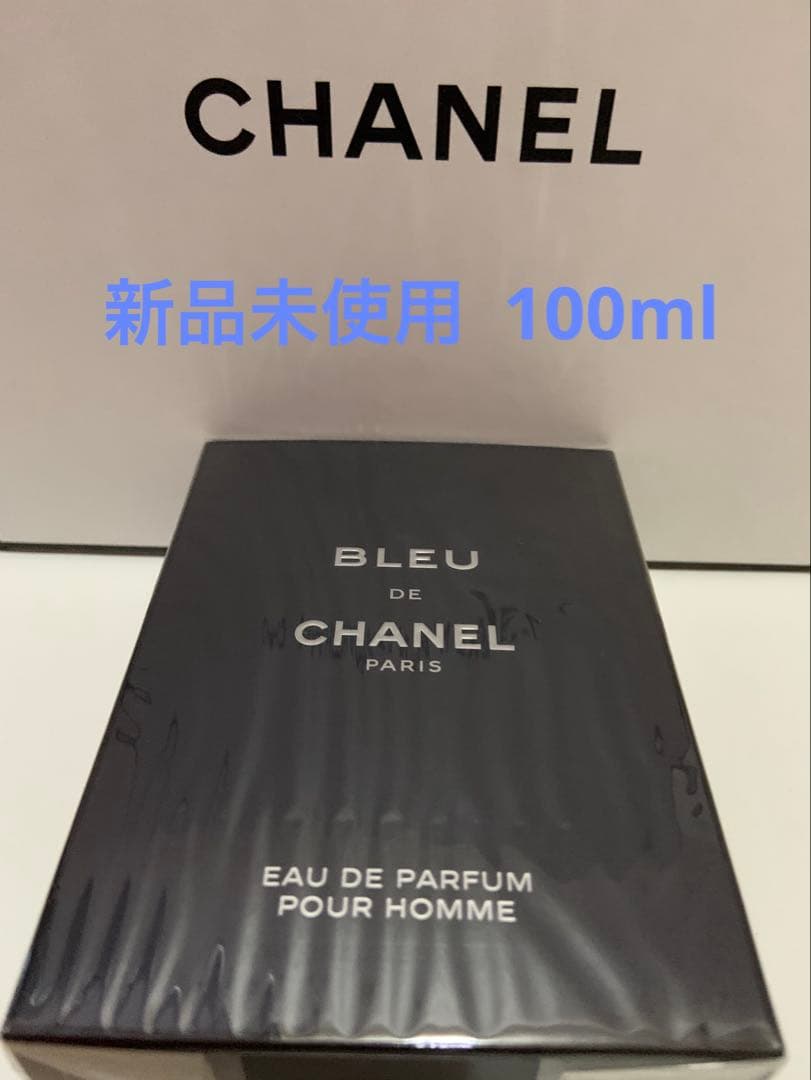 CHANEL
新品未使用 100ml
BLEU
DE
CHANEL
PARIS
EAU DE PARFUM
POUR HOMME